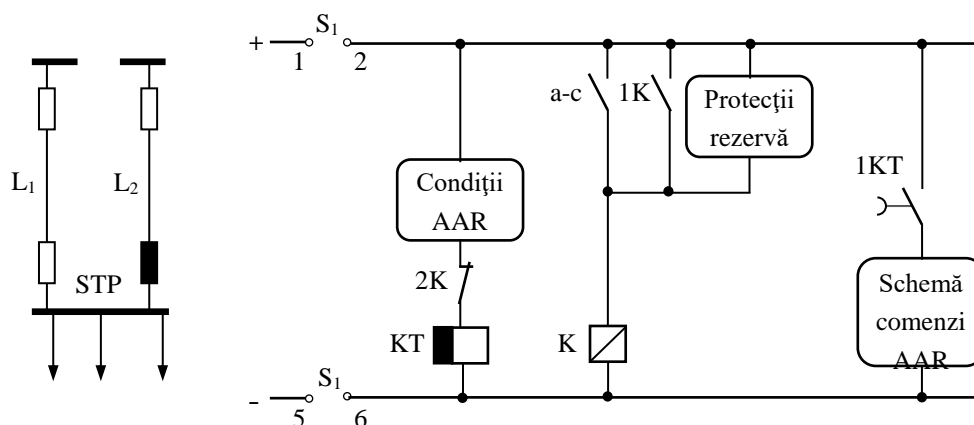 S₁
+
1
2
a-c
1K
Protecţii
rezervă
L₁
L₂
1KT
Condiţii
AAR
STP
2K
Schemă
comenzi
AAR
KT
K
S₁
-
5
6